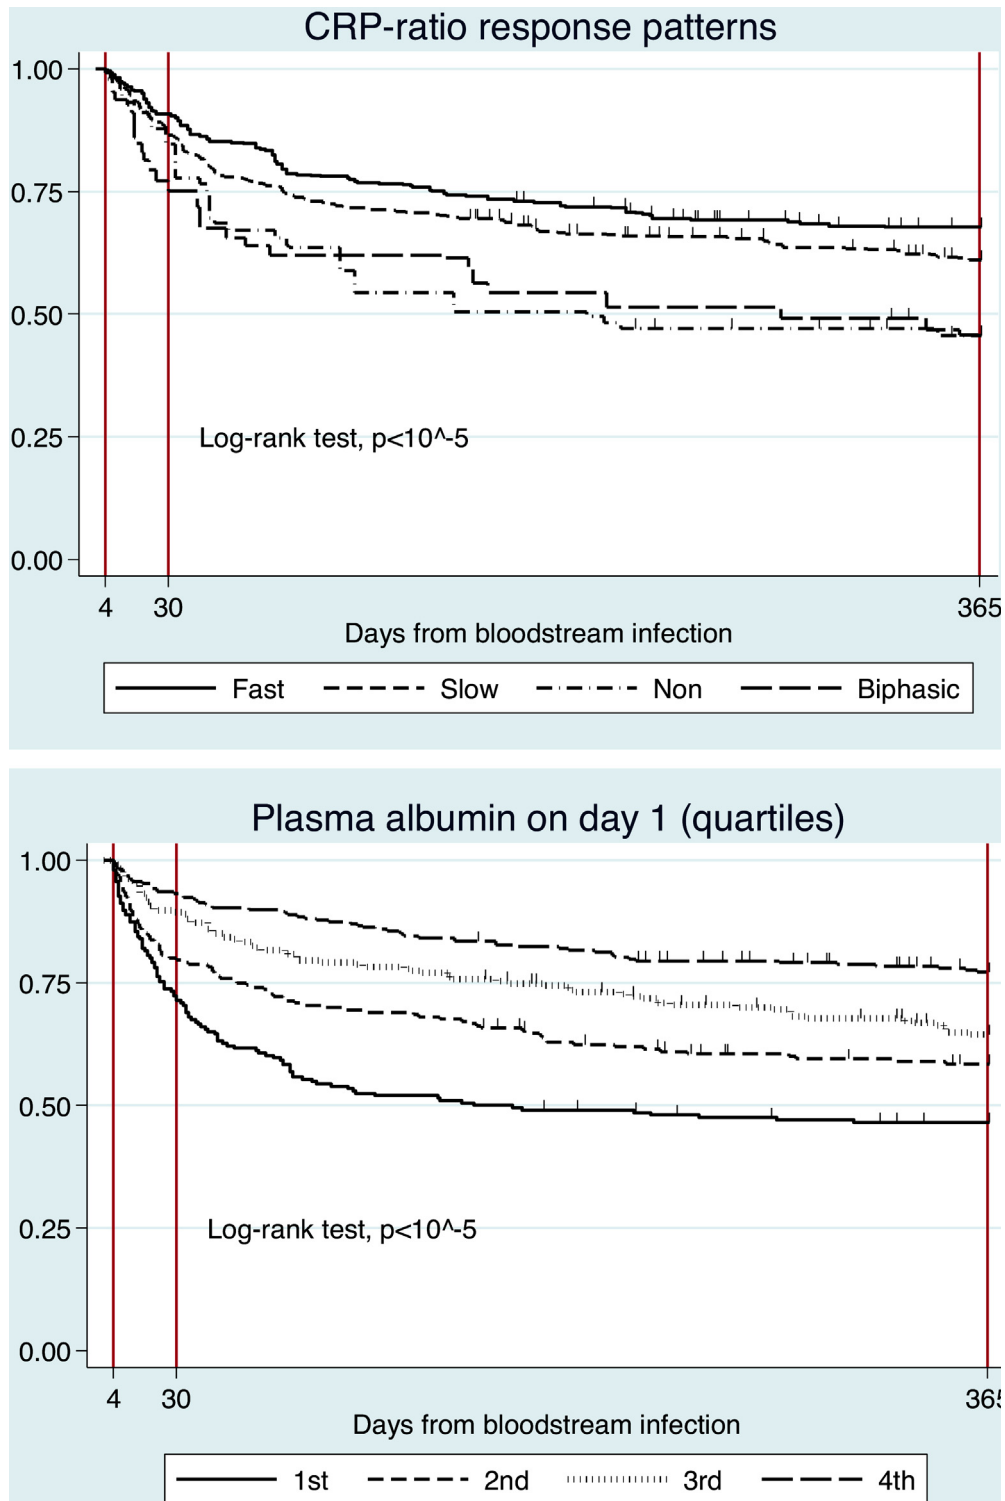 CRP-ratio response patterns
1.00
0.75
0.50
0.25
0.00
Log-rank test, p<10^-5
4 30 365
Days from bloodstream infection
Fast Slow Non Biphasic
Plasma albumin on day 1 (quartiles)
1.00
0.75
0.50
0.25
0.00
Log-rank test, p<10^-5
4 30 365
Days from bloodstream infection
1st 2nd 3rd 4th